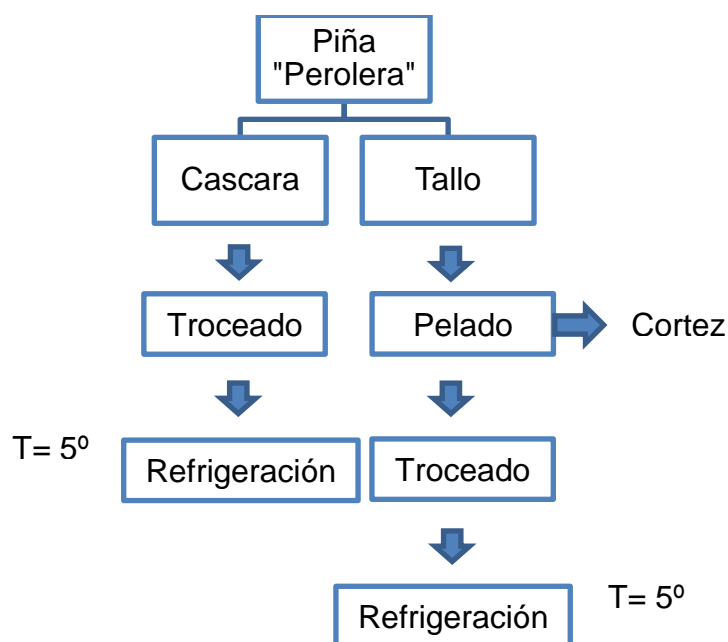 Piña
"Perolera"
Cascara
Tallo
Troceado
Pelado
Cortez
T= 5º
Refrigeración
Troceado
Refrigeración
T= 5º